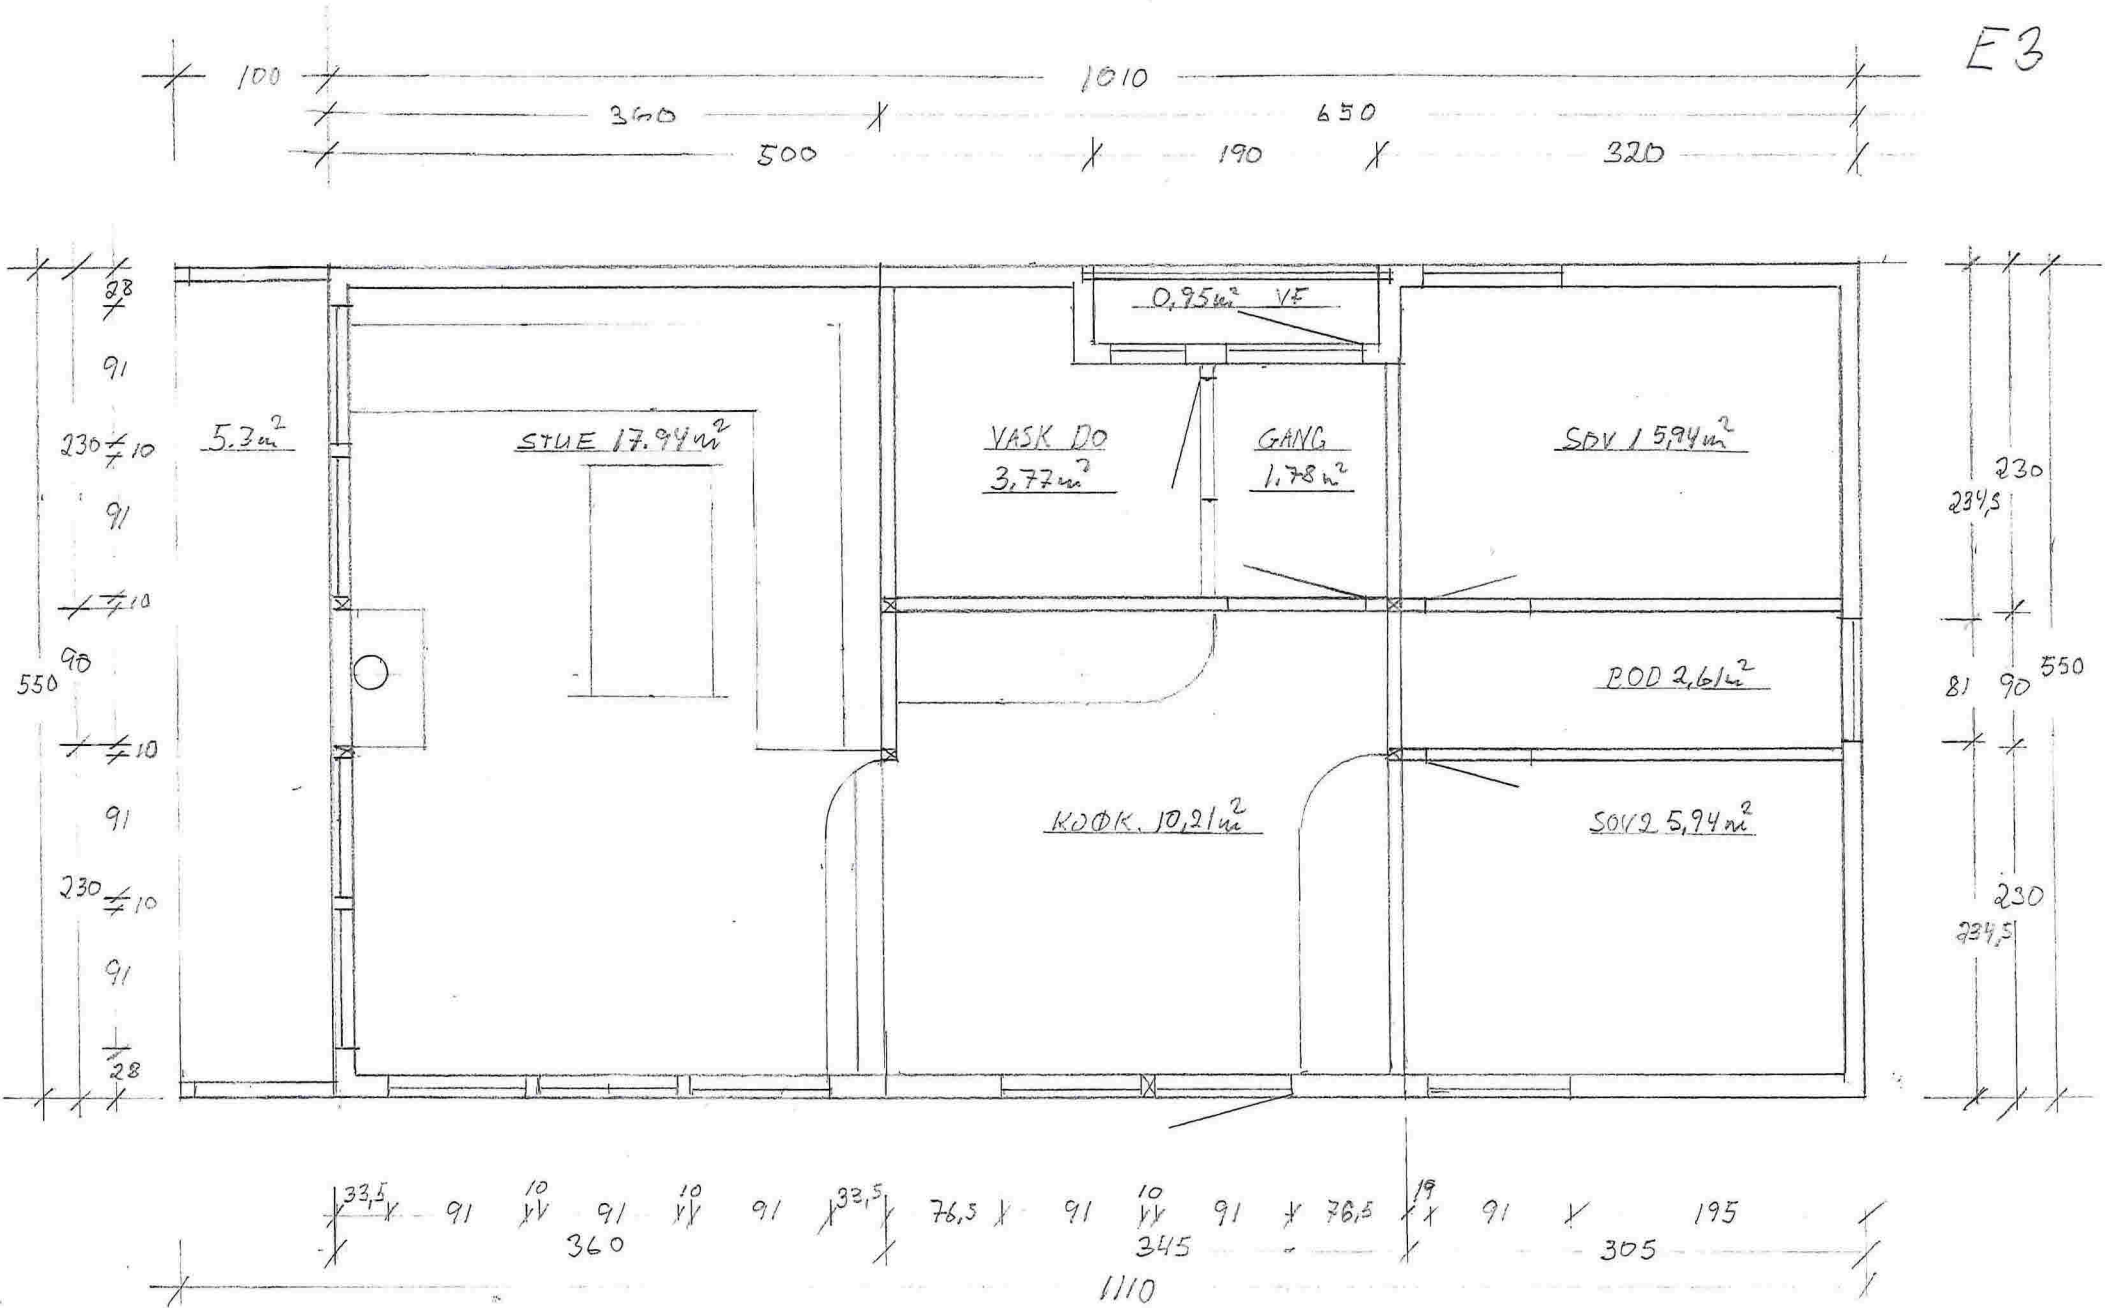 E3
100 1010
360 650
500 190 320
0,95m² VF
5.3m²
STUE 17.94m²
VASK DO
3,77m²
GANG
1,78m²
SOV 1 5,94m²
BOD 2,61m²
KJØK. 10,21m²
SOV2 5,94m²
28
91
230 10
91
10
90
550
10
91
230 10
91
28
230
234,5
81 90 550
230
234,5
33,5 91 10 91 10 91 33,5 76,5 91 10 91 76,5 19 91 195
360 345 305
1110